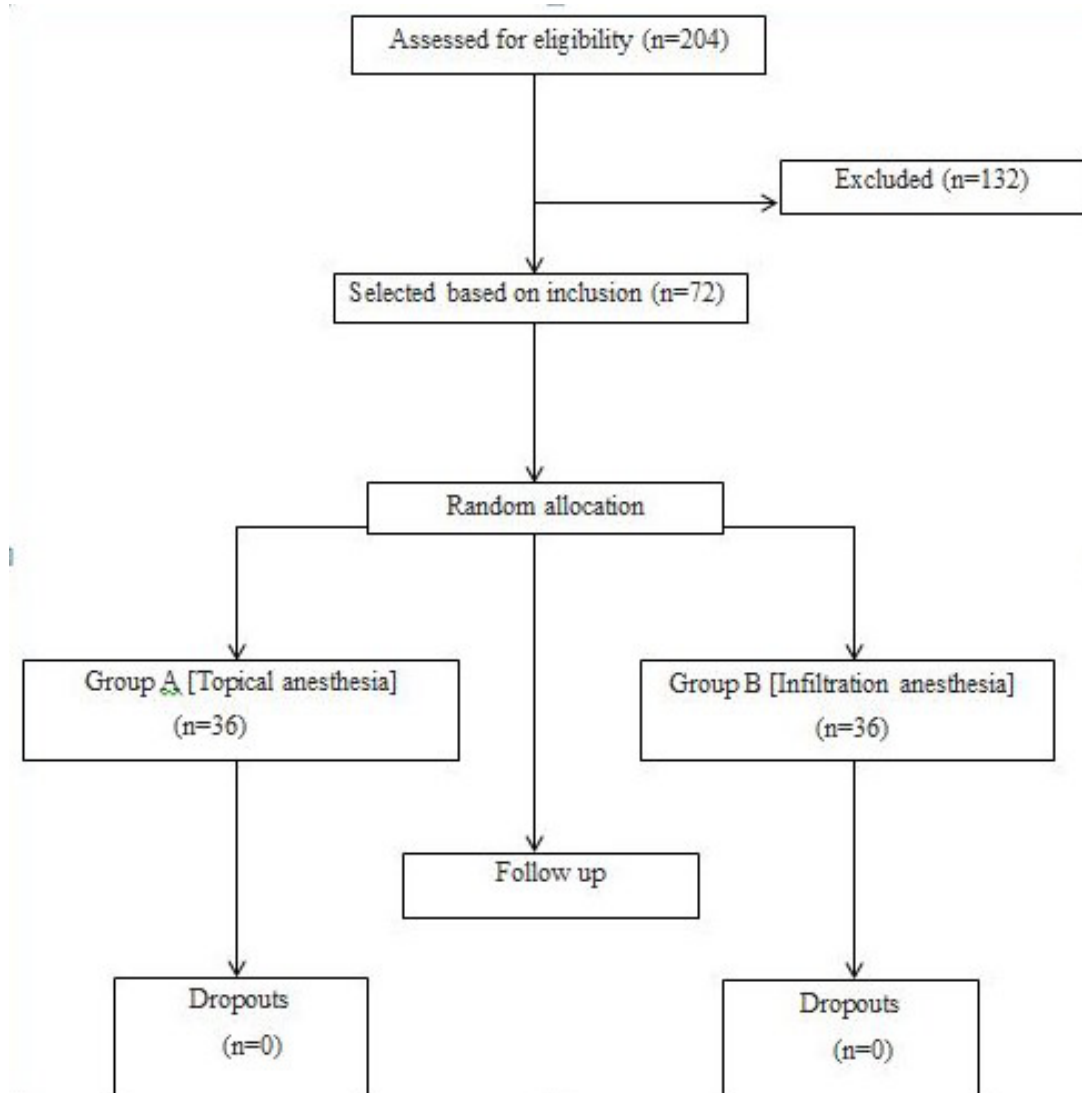 Assessed for eligibility (n=204)
Excluded (n=132)
Selected based on inclusion (n=72)
Random allocation
Group A [Topical anesthesia]
(n=36)
Group B [Infiltration anesthesia]
(n=36)
Follow up
Dropouts
(n=0)
Dropouts
(n=0)